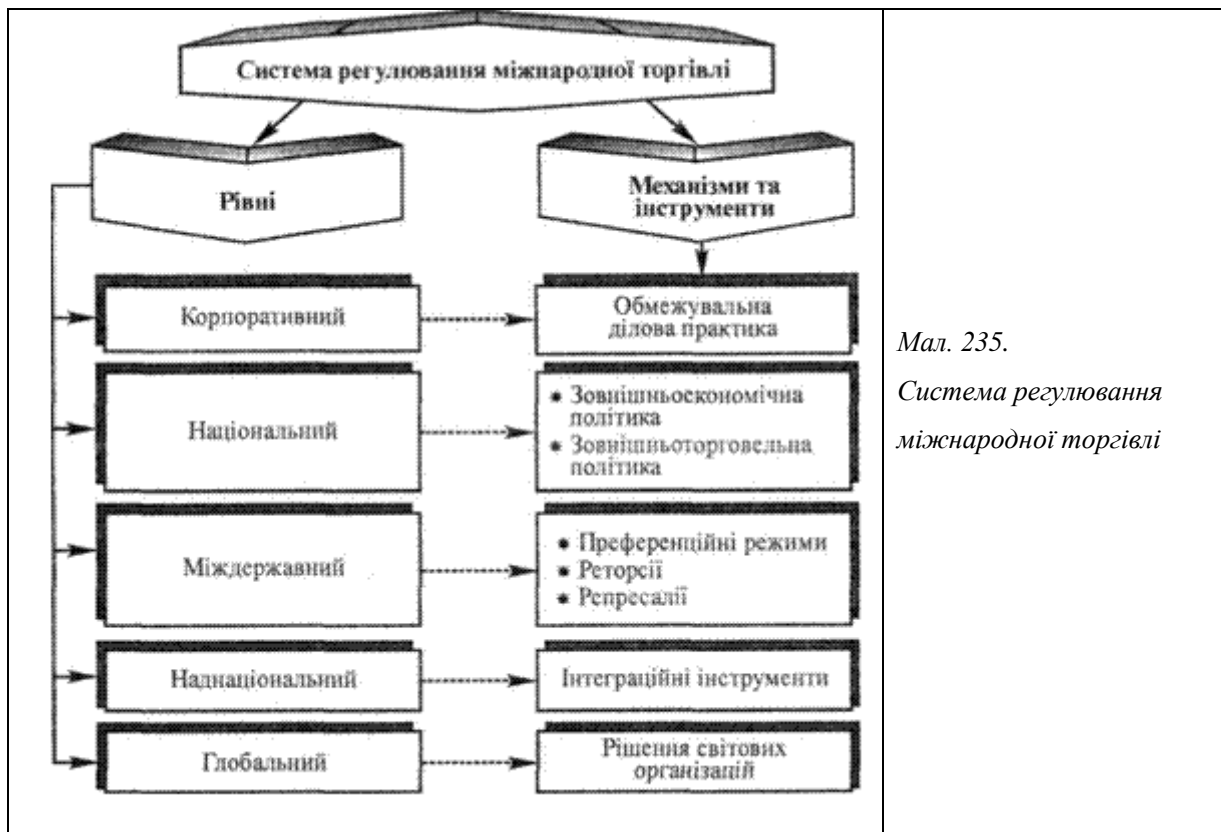 Система регулювання міжнародної торгівлі
Рівні
Механізми та
інструменти
Корпоративний
Обмежувальна
ділова практика
Національний
• Зовнішньоекономічна
політика
• Зовнішньоторговельна
політика
Міждержавний
• Преференційні режими
• Реторсії
• Репресалії
Наднаціональний
Інтеграційні інструменти
Глобальний
Рішення світових
організацій
Мал. 235.
Система регулювання
міжнародної торгівлі